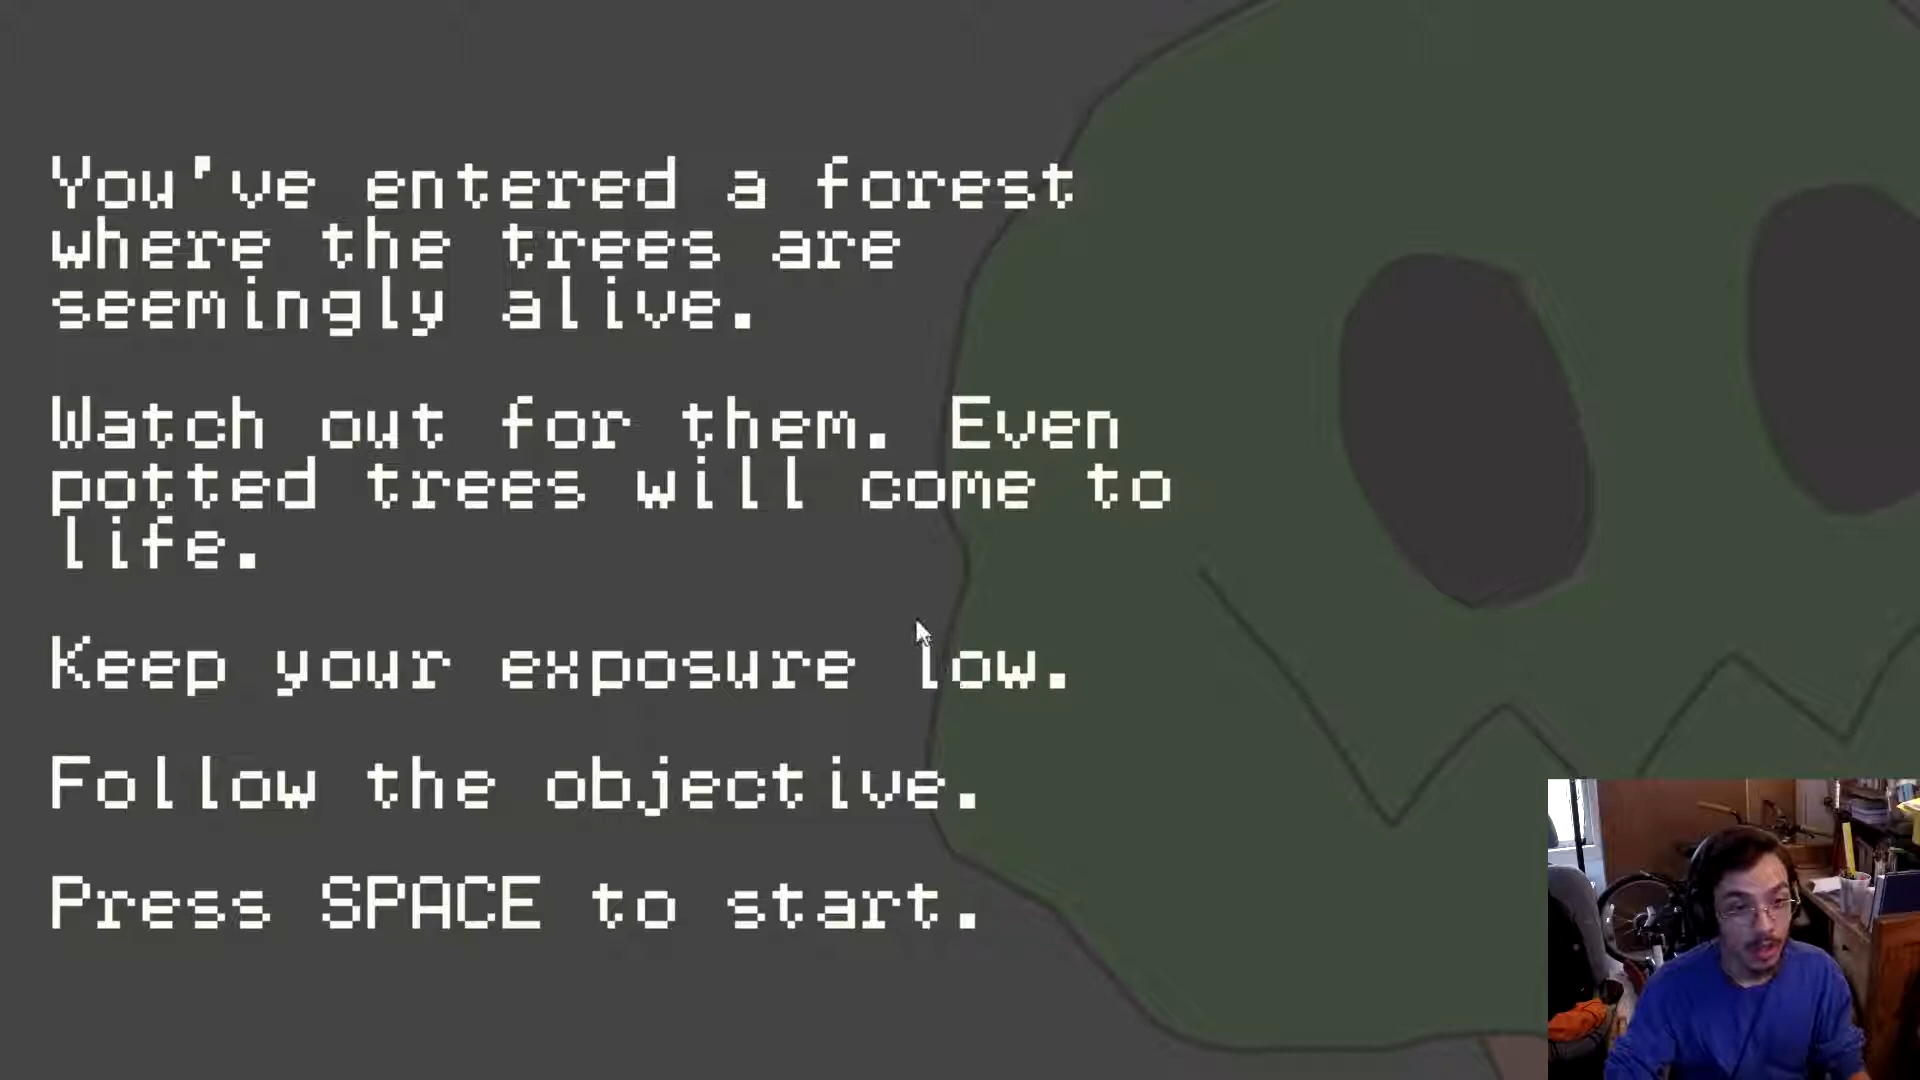 You've entered a forest
where the trees are
seemingly alive.
Watch out for them. Even
potted trees will come to
life.
Keep your exposure low.
Follow the objective.
Press SPACE to start.